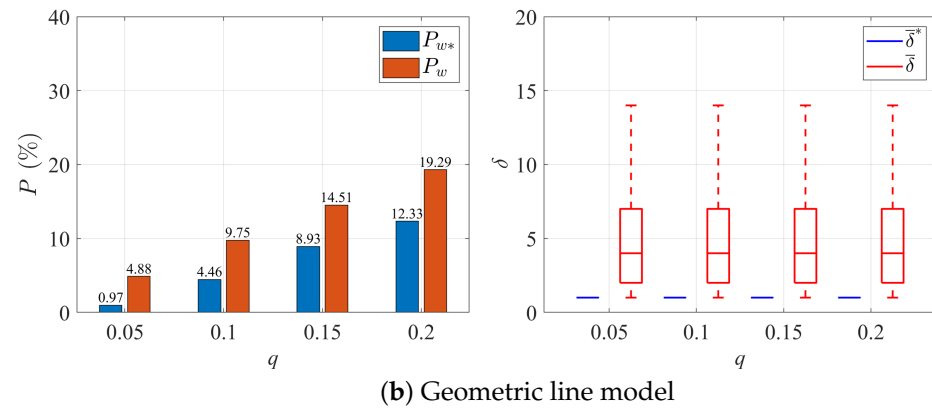 40
30
20
10
0
P (%)
P_{w*}
P_w
0.97
4.88
4.46
9.75
8.93
14.51
12.33
19.29
0.05 0.1 0.15 0.2
q
20
15
10
5
0
δ
δ̅*
δ̅
0.05 0.1 0.15 0.2
q
(b) Geometric line model